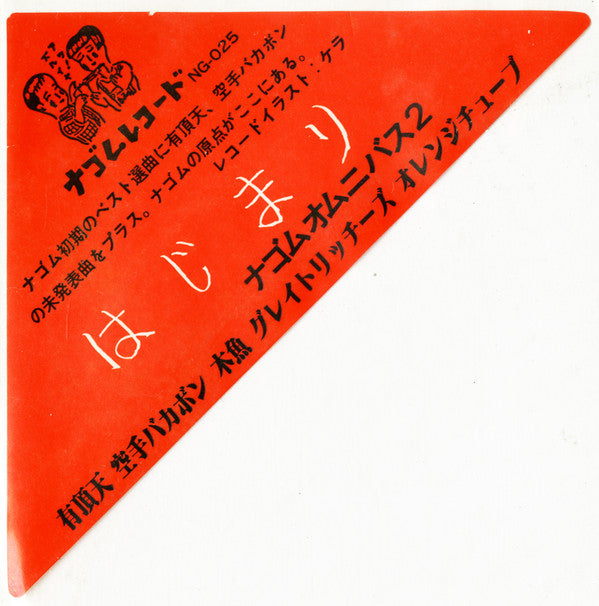 ナゴムレコード NG-025
ナゴム初期のベスト選曲に有頂天、空手バカボン
の未発表曲をプラス。ナゴムの原点がここにある。
レコードイラスト:ケラ
はじまり
ナゴムオムニバス2
有頂天 空手バカボン 木魚 グレイトリッチーズ オレンジチューブ